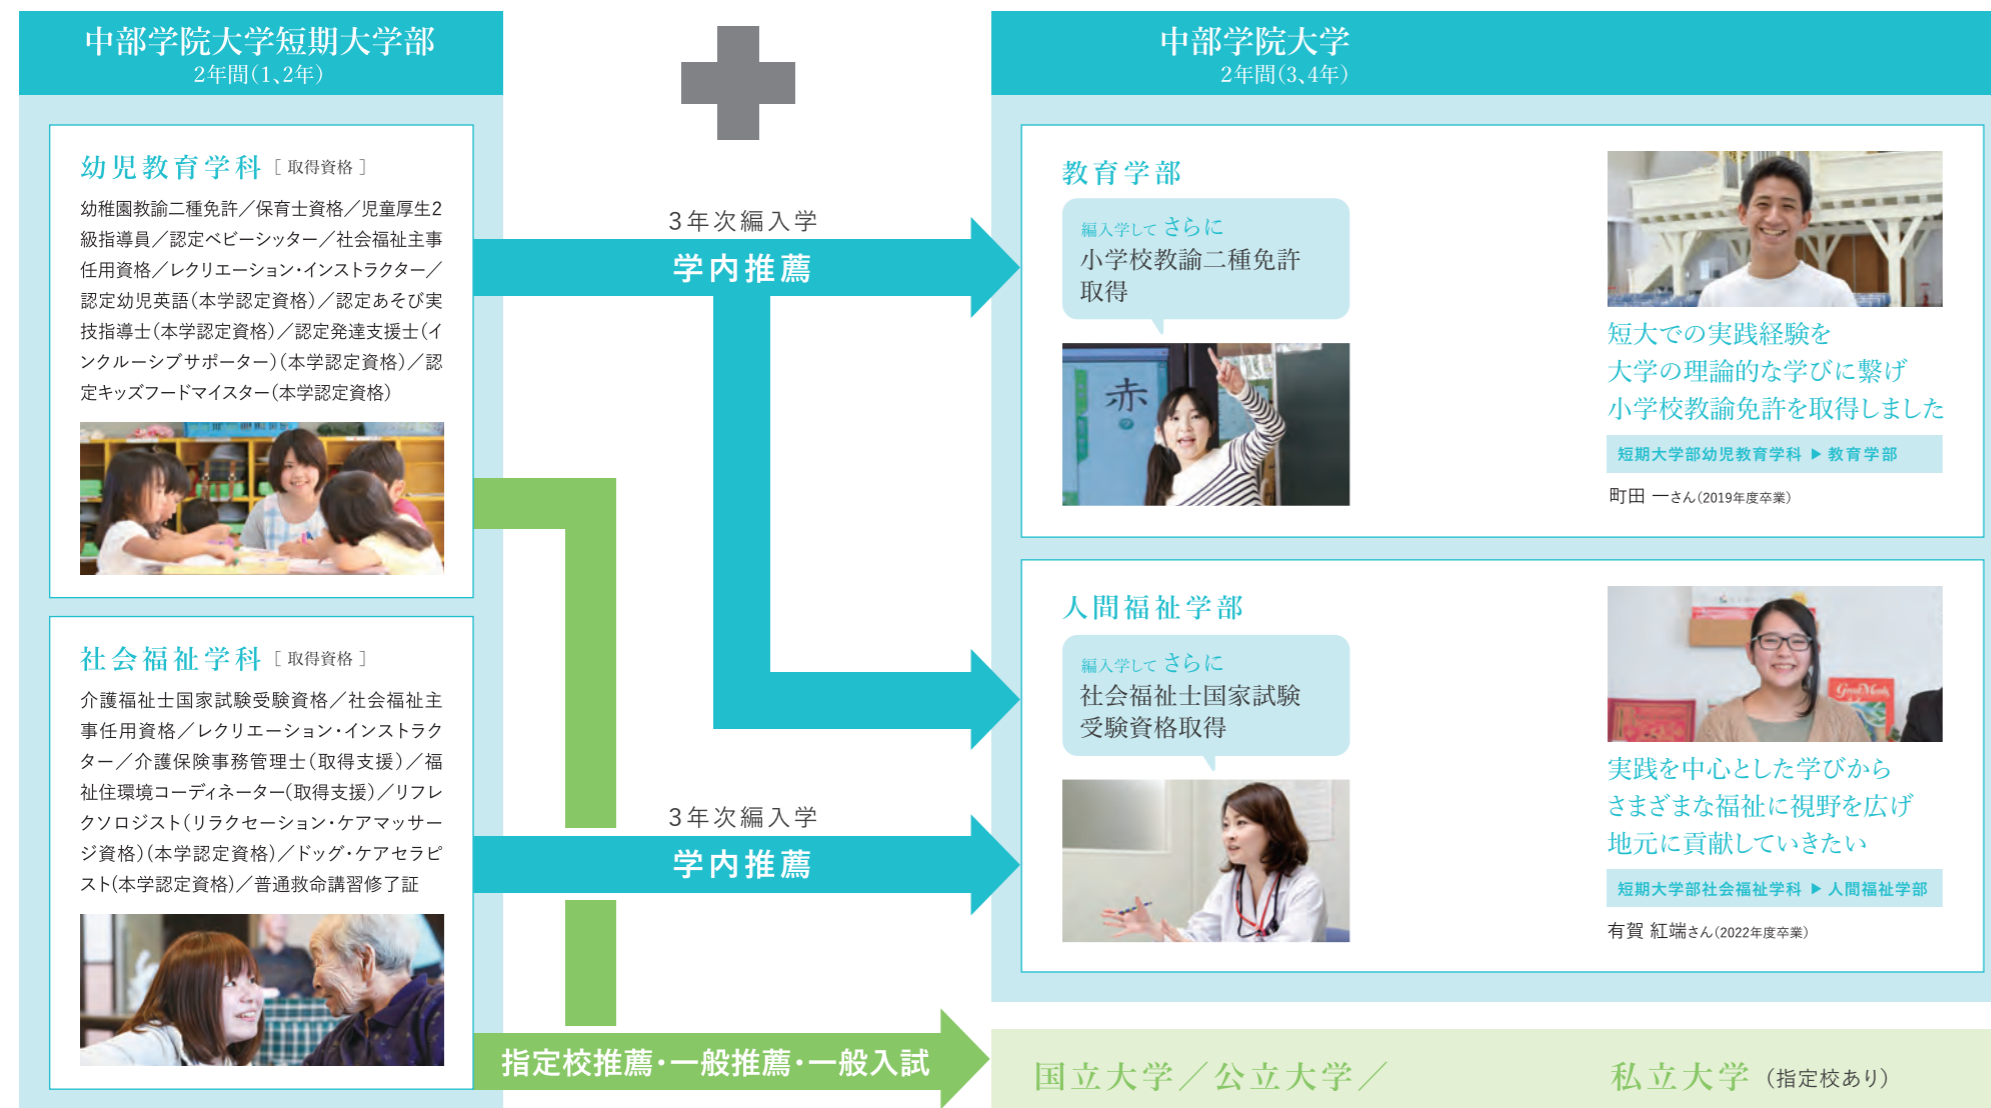 中部学院大学短期大学部
2年間(1、2年)
幼児教育学科［取得資格］
幼稚園教諭二種免許／保育士資格／児童厚生2
級指導員／認定ベビーシッター／社会福祉主事
任用資格／レクリエーション・インストラクター／
認定幼児英語(本学認定資格)／認定あそび実
技指導士(本学認定資格)／認定発達支援士(イ
ンクルーシブサポーター)(本学認定資格)／認
定キッズフードマイスター(本学認定資格)
社会福祉学科［取得資格］
介護福祉士国家試験受験資格／社会福祉主
事任用資格／レクリエーション・インストラク
ター／介護保険事務管理士(取得支援)／福
祉住環境コーディネーター(取得支援)／リフレ
クソロジスト(リラクセーション・ケアマッサー
ジ資格)(本学認定資格)／ドッグ・ケアセラピ
スト(本学認定資格)／普通救命講習修了証
3年次編入学
学内推薦
3年次編入学
学内推薦
指定校推薦・一般推薦・一般入試
中部学院大学
2年間(3、4年)
教育学部
編入学して さらに
小学校教諭二種免許
取得
赤
短大での実践経験を
大学の理論的な学びに繋げ
小学校教諭免許を取得しました
短期大学部幼児教育学科 ▶ 教育学部
町田 一さん(2019年度卒業)
人間福祉学部
編入学して さらに
社会福祉士国家試験
受験資格取得
実践を中心とした学びから
さまざまな福祉に視野を広げ
地元に貢献していきたい
短期大学部社会福祉学科 ▶ 人間福祉学部
有賀 紅端さん(2022年度卒業)
国立大学／公立大学／
私立大学 (指定校あり)